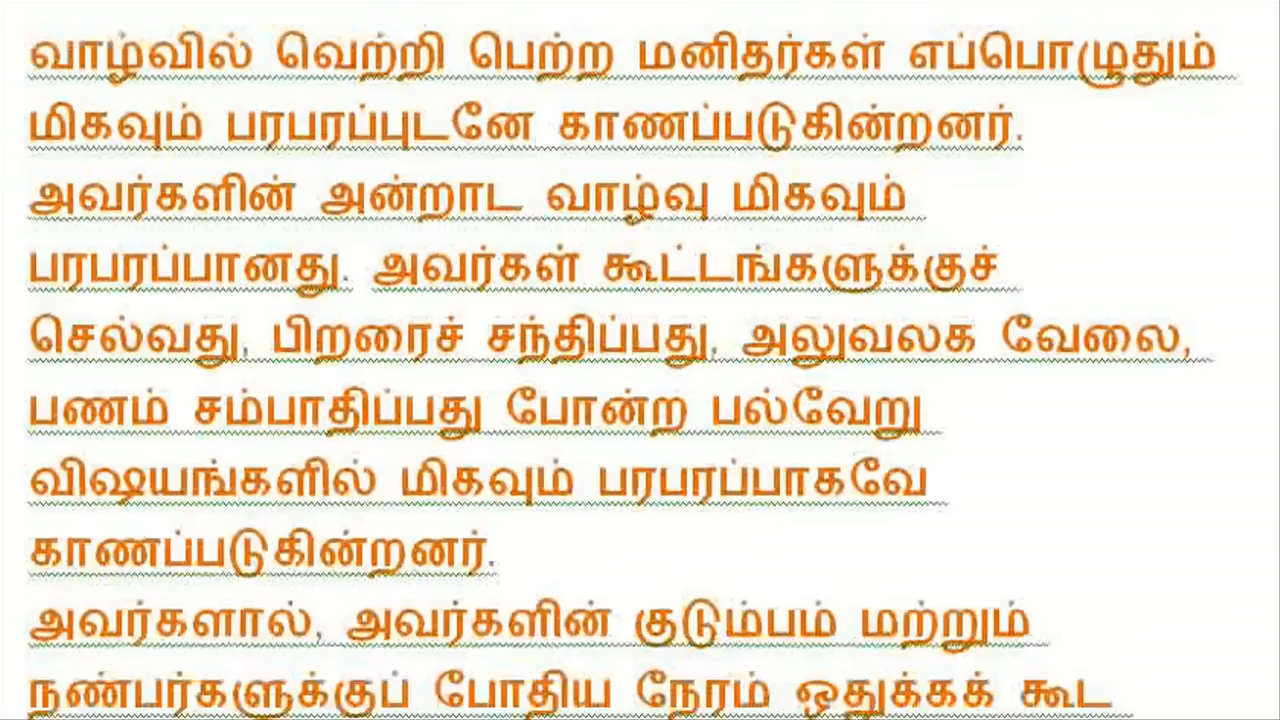 வாழ்வில் வெற்றி பெற்ற மனிதர்கள் எப்பொழுதும்
மிகவும் பரபரப்புடனே காணப்படுகின்றனர்.
அவர்களின் அன்றாட வாழ்வு மிகவும்
பரபரப்பானது. அவர்கள் கூட்டங்களுக்குச்
செல்வது, பிறரைச் சந்திப்பது, அலுவலக வேலை,
பணம் சம்பாதிப்பது போன்ற பல்வேறு
விஷயங்களில் மிகவும் பரபரப்பாகவே
காணப்படுகின்றனர்.
அவர்களால், அவர்களின் குடும்பம் மற்றும்
நண்பர்களுக்குப் போதிய நேரம் ஒதுக்கக் கூட